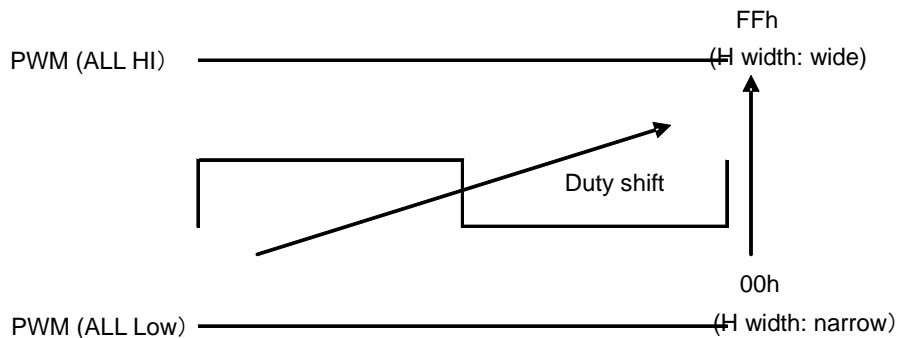 FFh
PWM (ALL HI）
(H width: wide)
Duty shift
00h
PWM (ALL Low）
(H width: narrow）